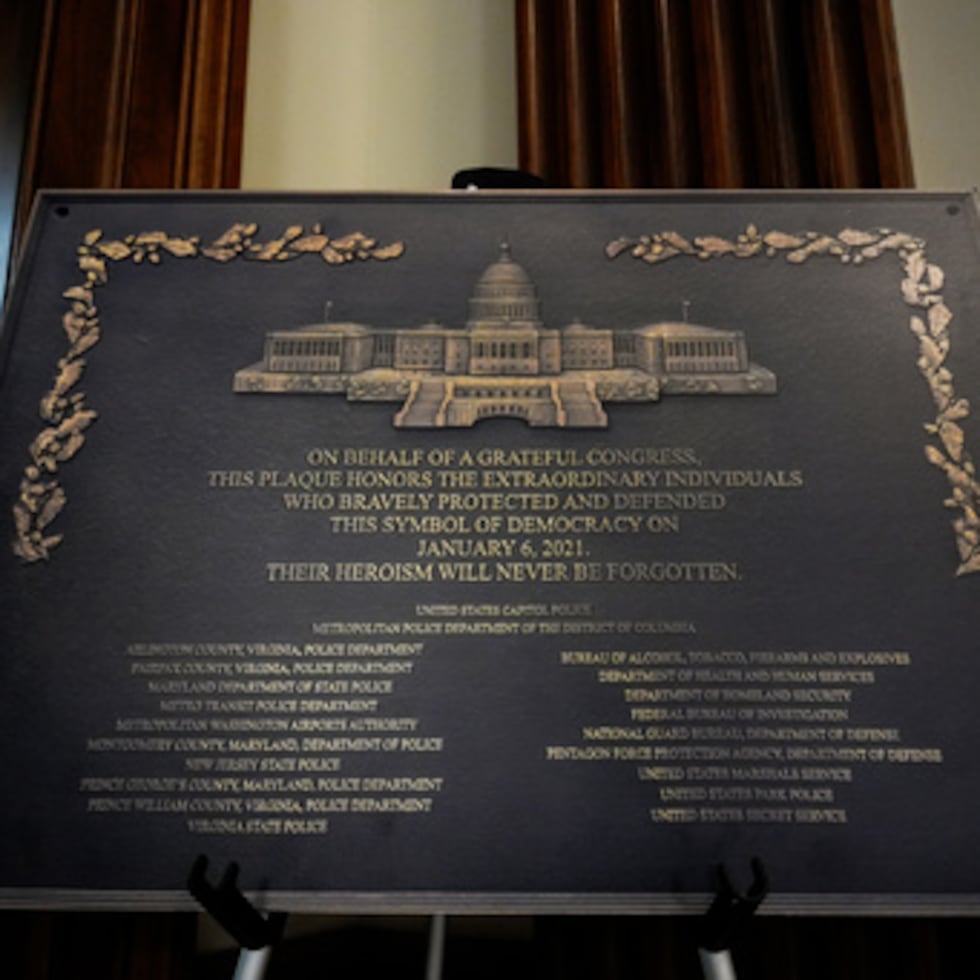 ON BEHALF OF A GRATEFUL CONGRESS,
THIS PLAQUE HONORS THE EXTRAORDINARY INDIVIDUALS
WHO BRAVELY PROTECTED AND DEFENDED
THIS SYMBOL OF DEMOCRACY ON
JANUARY 6, 2021.
THEIR HEROISM WILL NEVER BE FORGOTTEN.
UNITED STATES CAPITOL POLICE
METROPOLITAN POLICE DEPARTMENT OF THE DISTRICT OF COLUMBIA
ARLINGTON COUNTY, VIRGINIA, POLICE DEPARTMENT
FAIRFAX COUNTY, VIRGINIA, POLICE DEPARTMENT
MARYLAND DEPARTMENT OF STATE POLICE
METRO TRANSIT POLICE DEPARTMENT
METROPOLITAN WASHINGTON AIRPORTS AUTHORITY
MONTGOMERY COUNTY, MARYLAND, DEPARTMENT OF POLICE
NEW JERSEY STATE POLICE
PRINCE GEORGE'S COUNTY, MARYLAND, POLICE DEPARTMENT
PRINCE WILLIAM COUNTY, VIRGINIA, POLICE DEPARTMENT
VIRGINIA STATE POLICE
BUREAU OF ALCOHOL, TOBACCO, FIREARMS AND EXPLOSIVES
DEPARTMENT OF HEALTH AND HUMAN SERVICES
DEPARTMENT OF HOMELAND SECURITY
FEDERAL BUREAU OF INVESTIGATION
NATIONAL GUARD BUREAU, DEPARTMENT OF DEFENSE
PENTAGON FORCE PROTECTION AGENCY, DEPARTMENT OF DEFENSE
UNITED STATES MARSHALS SERVICE
UNITED STATES PARK POLICE
UNITED STATES SECRET SERVICE